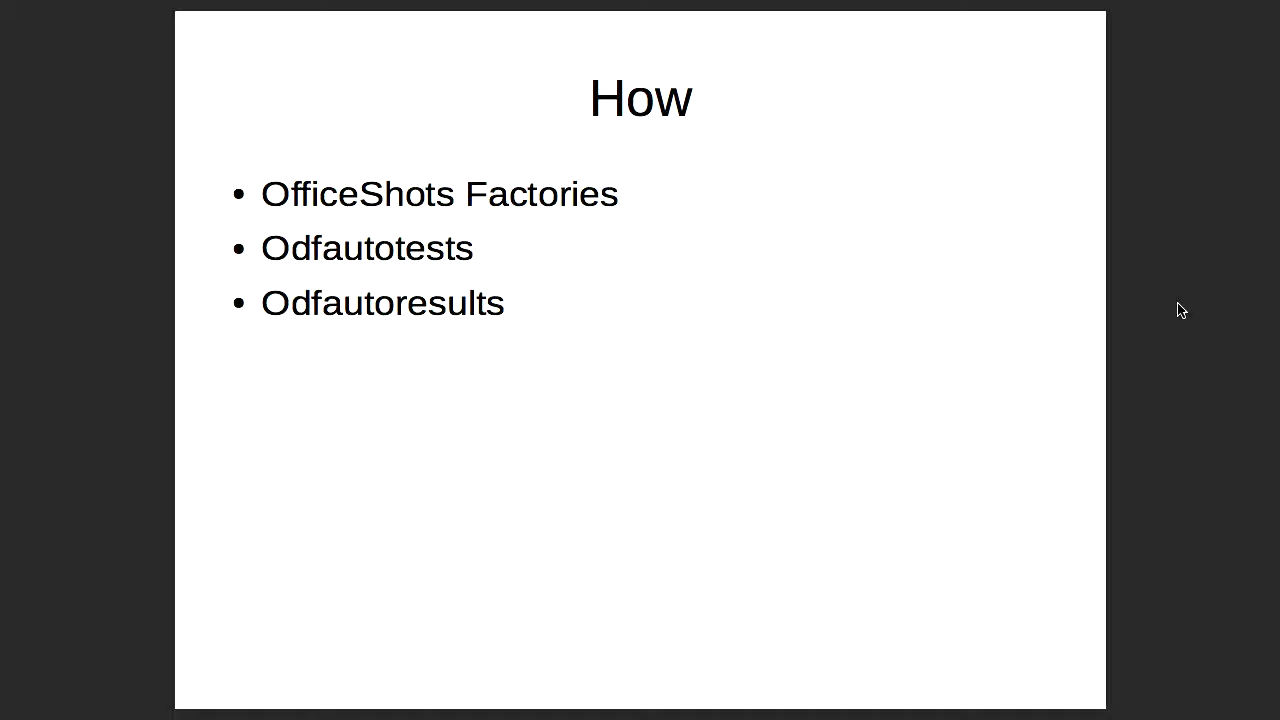 How
• OfficeShots Factories
• Odfautotests
• Odfautoresults